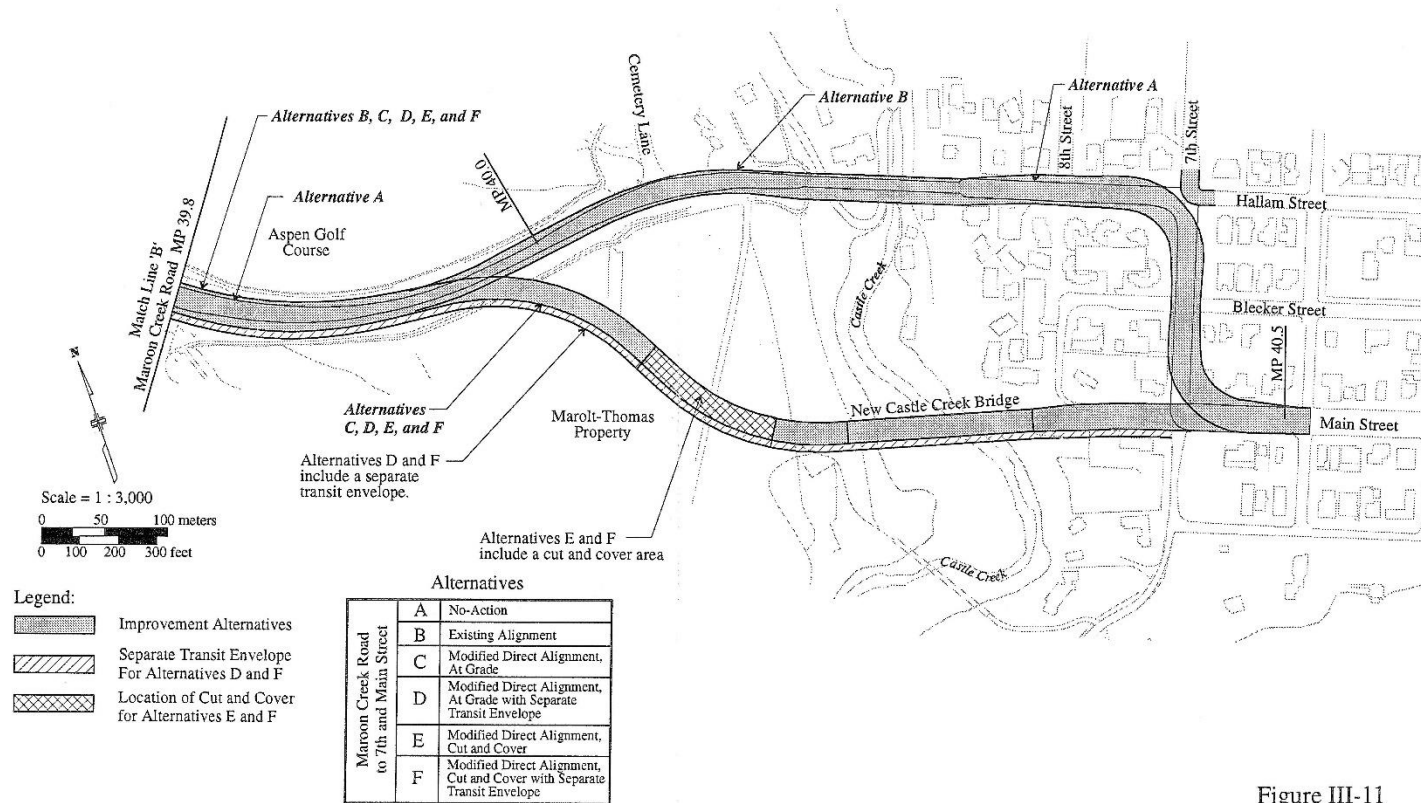 Cemetery Lane
Alternative B
Alternative A
8th Street
7th Street
Alternatives B, C, D, E, and F
MP 40.0
Alternative A
Hallam Street
Match Line 'B'
Maroon Creek Road MP 39.8
Aspen Golf
Course
Castle Creek
Bleeker Street
MP 40.5
N
Alternatives
C, D, E, and F
Marolt-Thomas
Property
New Castle Creek Bridge
Main Street
Alternatives D and F
include a separate
transit envelope.
Scale = 1 : 3,000
0 50 100 meters
0 100 200 300 feet
Alternatives E and F
include a cut and cover area
Castle Creek
Legend:
Improvement Alternatives
Separate Transit Envelope
For Alternatives D and F
Location of Cut and Cover
for Alternatives E and F
Alternatives
Maroon Creek Road
to 7th and Main Street
A No-Action
B Existing Alignment
C Modified Direct Alignment,
At Grade
D Modified Direct Alignment,
At Grade with Separate
Transit Envelope
E Modified Direct Alignment,
Cut and Cover
F Modified Direct Alignment,
Cut and Cover with Separate
Transit Envelope
Figure III-11